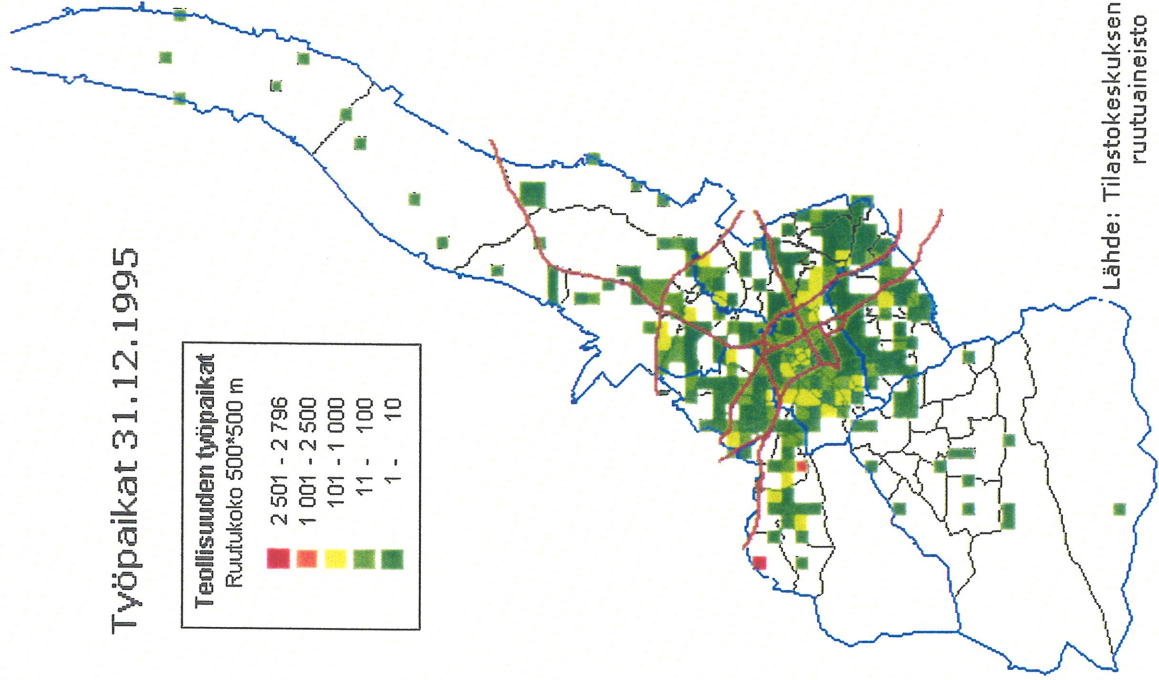 Työpaikat 31.12.1995
Teollisuuden työpaikat
Ruutukoko 500*500 m
2 501 - 2 796
1 001 - 2 500
101 - 1 000
11 - 100
1 - 10
Lähde: Tilastokeskuksen
ruutuaineisto